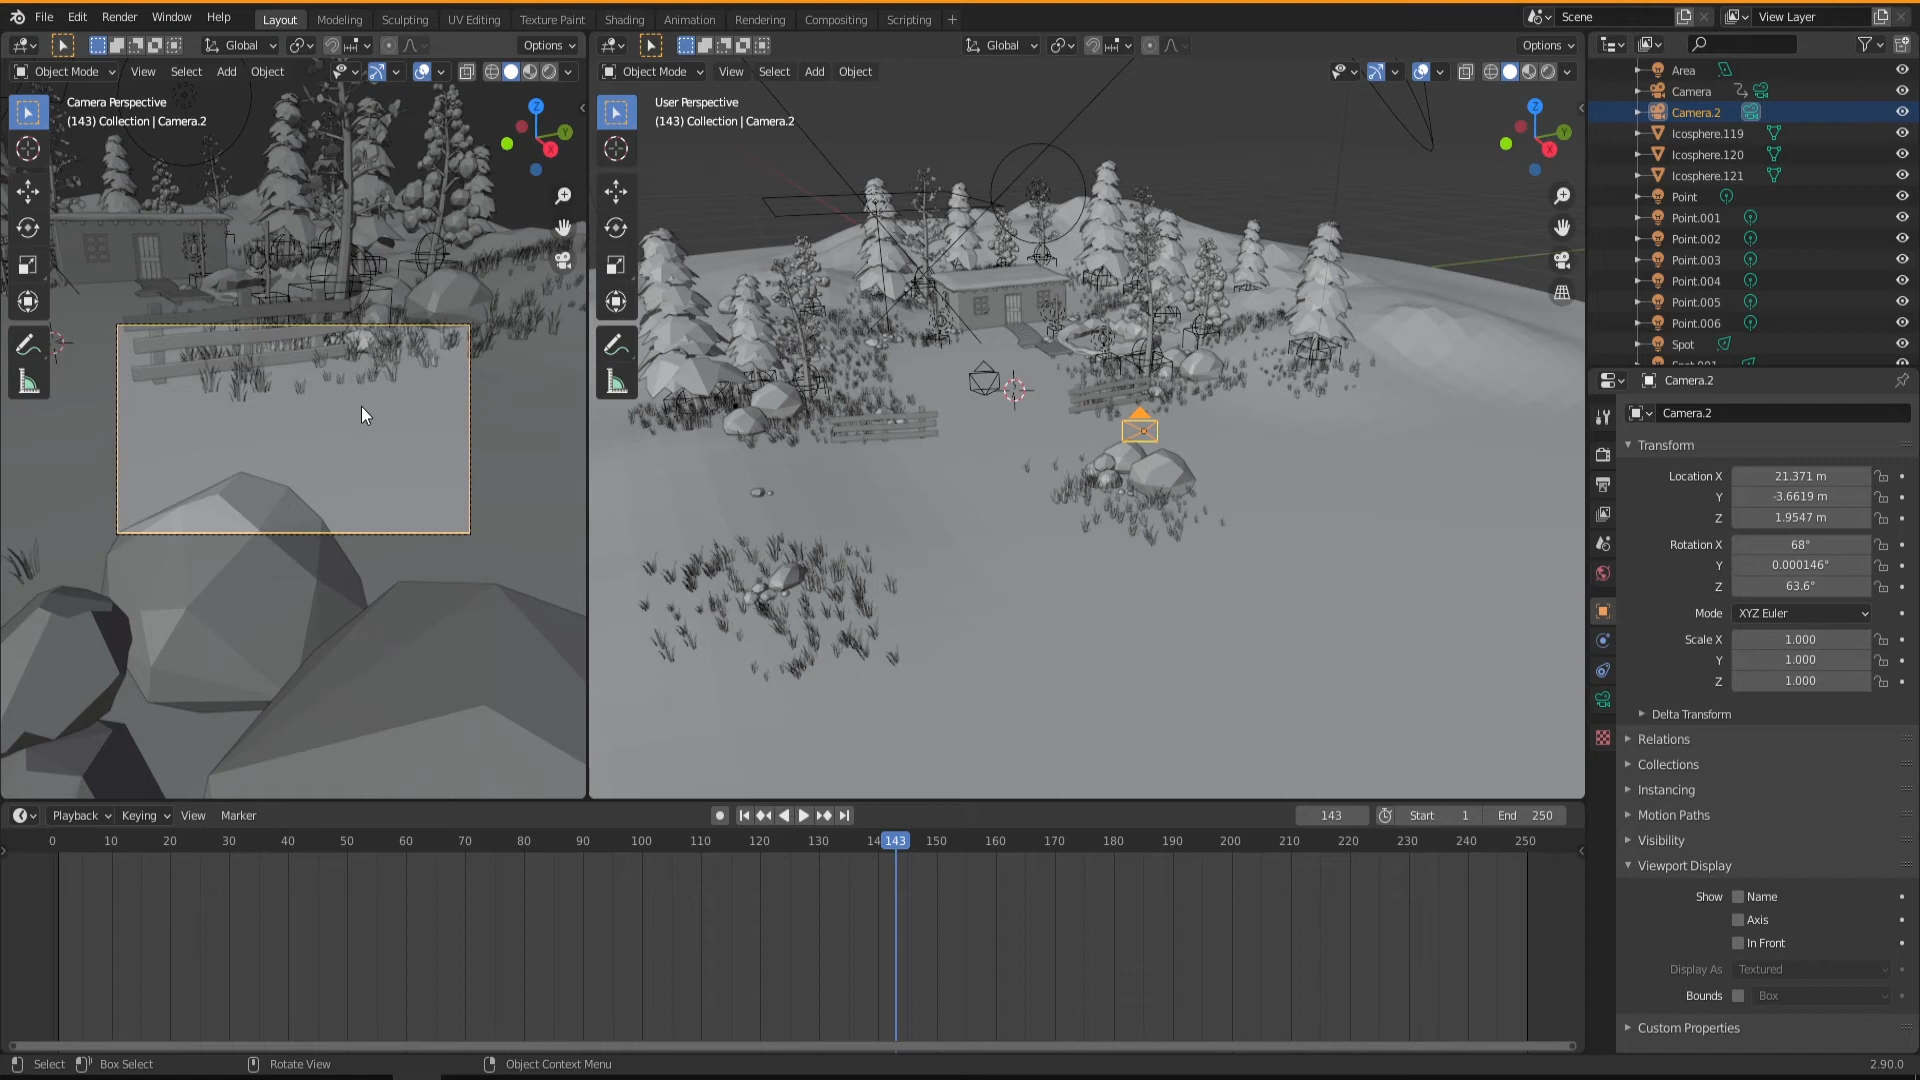 File Edit Render Window Help Layout Modeling Sculpting UV Editing Texture Paint Shading Animation Rendering Compositing Scripting + Scene View Layer
Global Options Global Options
Object Mode View Select Add Object Object Mode View Select Add Object
Camera Perspective
(143) Collection | Camera.2
User Perspective
(143) Collection | Camera.2
Z
Y
X
Z
Y
X
Area
Camera
Camera.2
Icosphere.119
Icosphere.120
Icosphere.121
Point
Point.001
Point.002
Point.003
Point.004
Point.005
Point.006
Spot
Camera.2
Camera.2
Transform
Location X 21.371 m
Y -3.6619 m
Z 1.9547 m
Rotation X 68°
Y 0.000146°
Z 63.6°
Mode XYZ Euler
Scale X 1.000
Y 1.000
Z 1.000
Delta Transform
Relations
Collections
Instancing
Motion Paths
Visibility
Viewport Display
Show Name
Axis
In Front
Display As Textured
Bounds Box
Custom Properties
Playback Keying View Marker 143 Start 1 End 250
0 10 20 30 40 50 60 70 80 90 100 110 120 130 14 143 150 160 170 180 190 200 210 220 230 240 250
Select Box Select Rotate View Object Context Menu 2.90.0